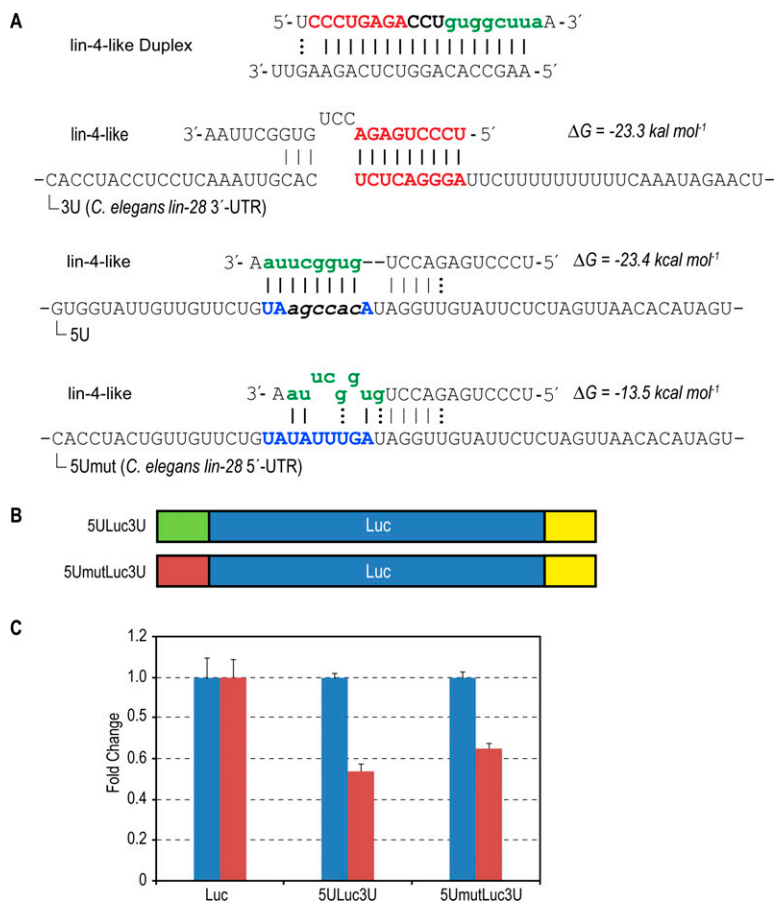 A
5´- UCCCUGAGACCUguggcuuaA- 3´
lin-4-like Duplex
3´- UUGAAGACUCUGGACACCGAA- 5´
UCC
lin-4-like 3´- AAUUCGGUG AGAGUCCCU - 5´ ΔG = -23.3 kal mol⁻¹
–CACCUACCUCCUCAAAUUGCAC UCUCAGGGAUUCUUUUUUUUUUCAAAUAGAACU–
3U (C. elegans lin-28 3´-UTR)
lin-4-like 3´- Aauucggug--UCCAGAGUCCCU- 5´ ΔG = -23.4 kcal mol⁻¹
–GUGGUAUUGUUGUUCUGUAagccacAUAGGUUGUAUUCUCUAGUUAACACAUAGU–
5U
uc g
lin-4-like 3´- Aau g ugUCCAGAGUCCCU- 5´ ΔG = -13.5 kcal mol⁻¹
–CACCUACUGUUGUUCUGUAUAUUUGAUAGGUUGUAUUCUCUAGUUAACACAUAGU–
5Umut (C. elegans lin-28 5´-UTR)
B
5ULuc3U Luc
5UmutLuc3U Luc
C
Fold Change
1.2
1.0
0.5
0.6
0.4
0.2
0
Luc 5ULuc3U 5UmutLuc3U